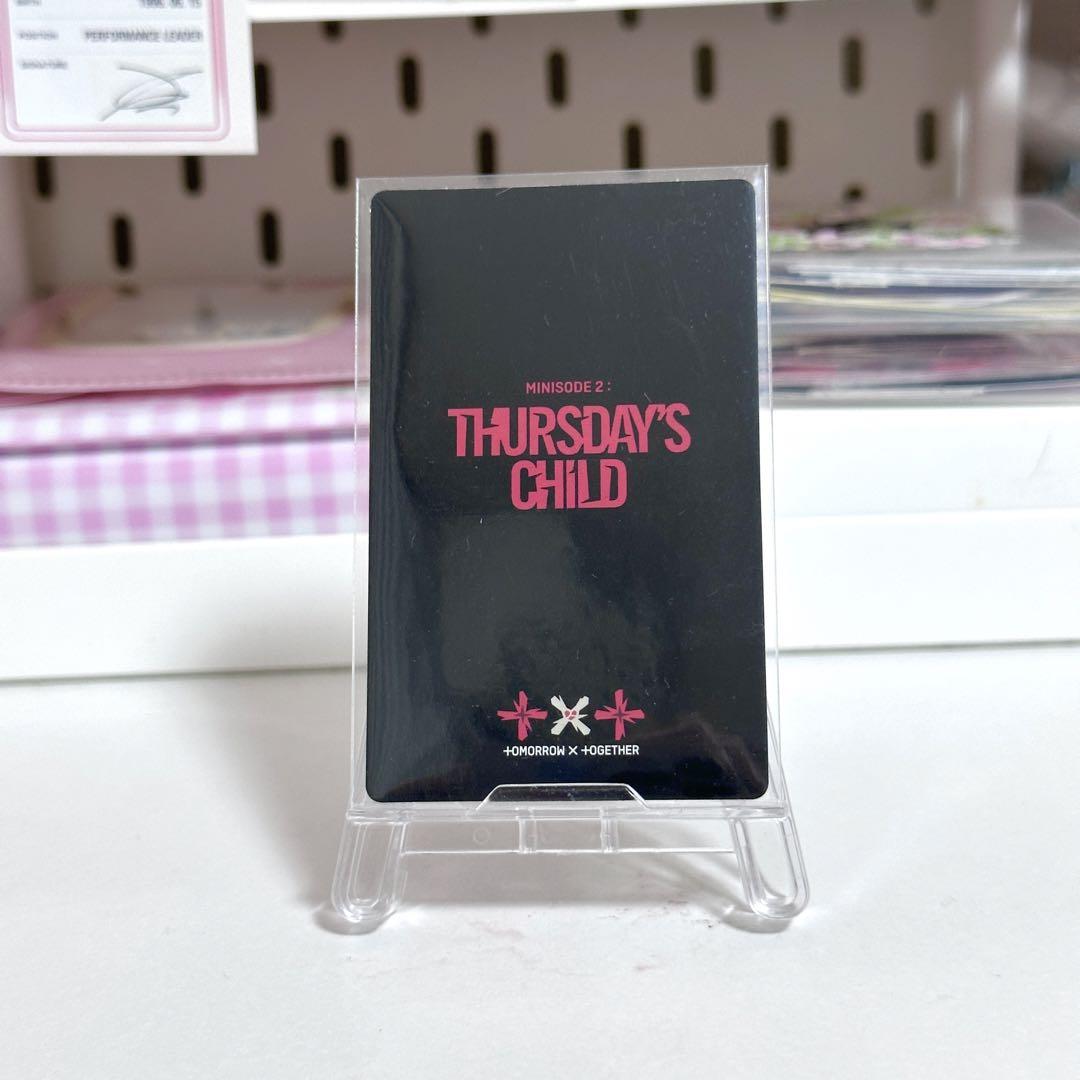 PERFORMANCE LEADER
MINISODE 2 :
THURSDAY'S
CHiLD
TOMORROW X TOGETHER